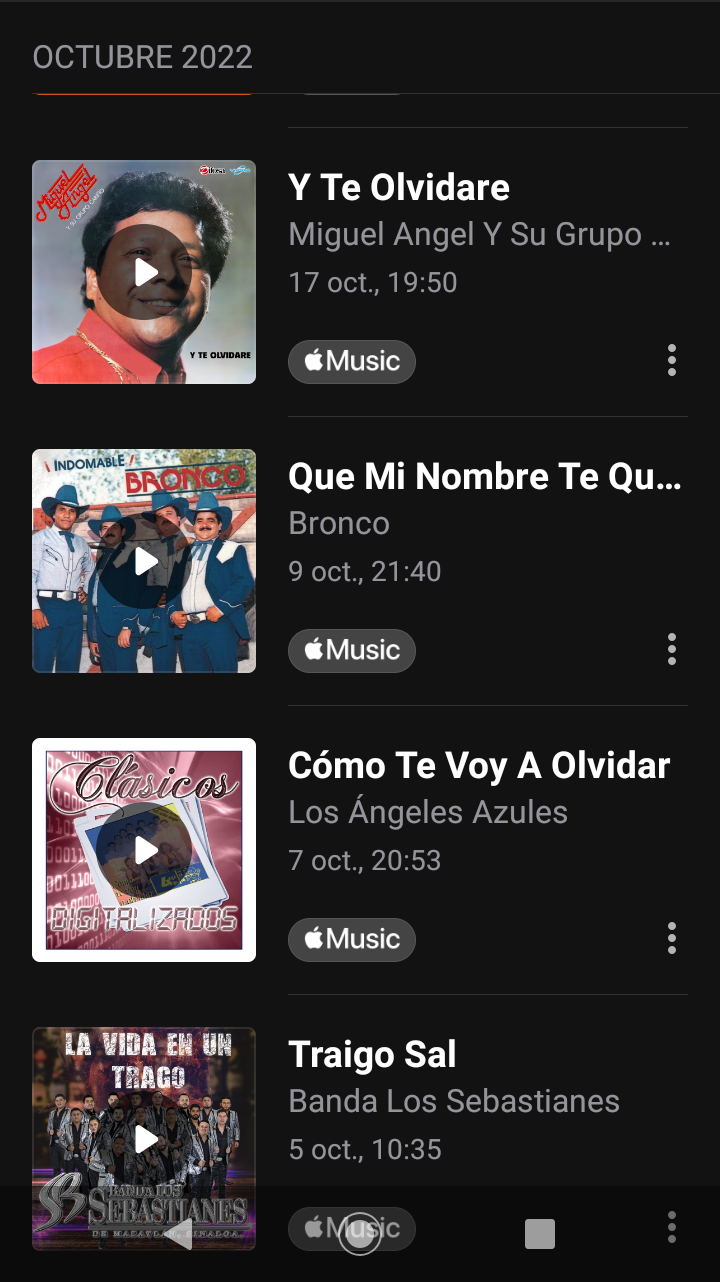 OCTUBRE 2022
Miguel
Angel
Y SU GRUPO
Y TE OLVIDARE
Y Te Olvidare
Miguel Angel Y Su Grupo ...
17 oct., 19:50
Music
¡INDOMABLE!
BRONCO
Que Mi Nombre Te Qu...
Bronco
9 oct., 21:40
Music
Clásicos
DIGITALIZADOS
Cómo Te Voy A Olvidar
Los Ángeles Azules
7 oct., 20:53
Music
LA VIDA EN UN
TRAGO
BANDA LOS
SEBASTIANES
DE MAZATLAN, SINALOA.
Traigo Sal
Banda Los Sebastianes
5 oct., 10:35
Music